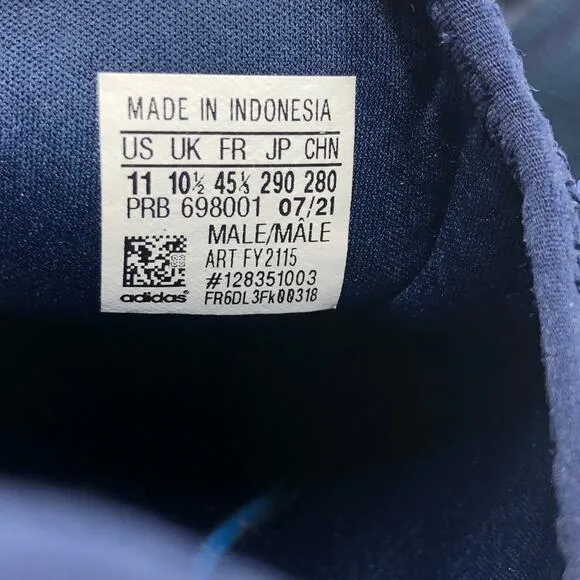 MADE IN INDONESIA
US UK FR JP CHN
11 10½ 45⅓ 290 280
PRB 698001 07/21
MALE/MÂLE
ART FY2115
#128351003
adidas FR6DL3Fk00318